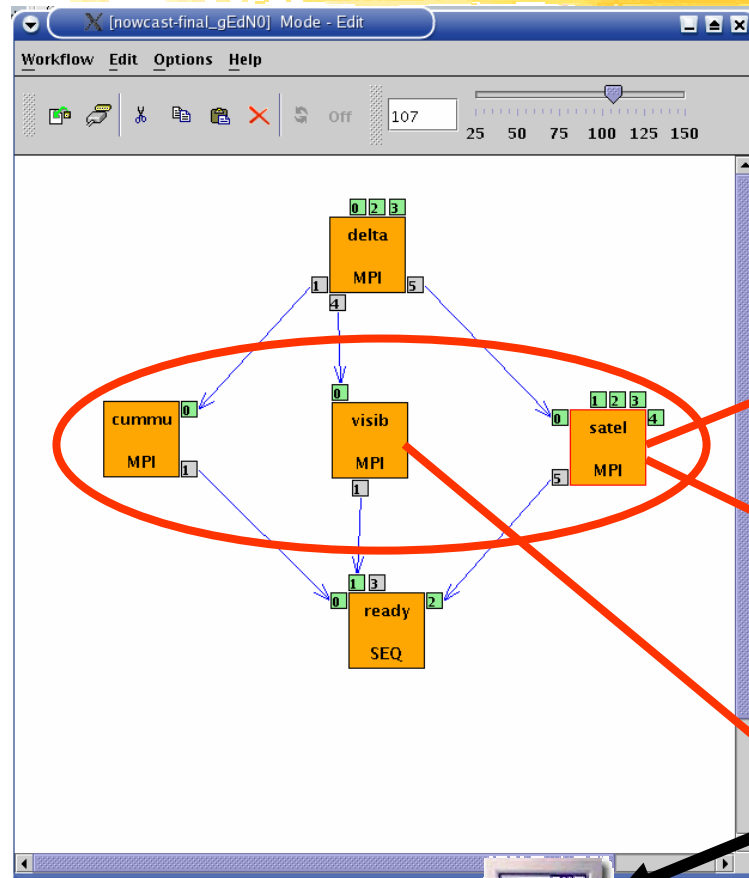 [nowcast-final_gEdN0] Mode - Edit
Workflow Edit Options Help
Off 107
25 50 75 100 125 150
0 2 3
delta
MPI
1 5
4
0
cummu
MPI
1
0
visib
MPI
1
1 2 3
0 4
satel
MPI
5
1 3
0 2
ready
SEQ